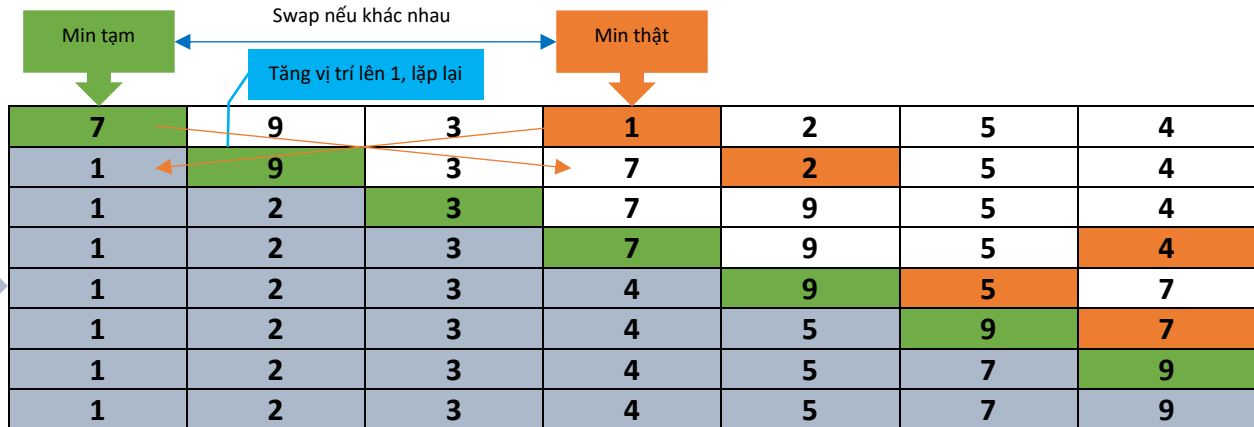 Swap nếu khác nhau
Min tạm
Min thật
Tăng vị trí lên 1, lặp lại
7 9 3 1 2 5 4
1 9 3 7 2 5 4
1 2 3 7 9 5 4
1 2 3 7 9 5 4
1 2 3 4 9 5 7
1 2 3 4 5 9 7
1 2 3 4 5 7 9
1 2 3 4 5 7 9